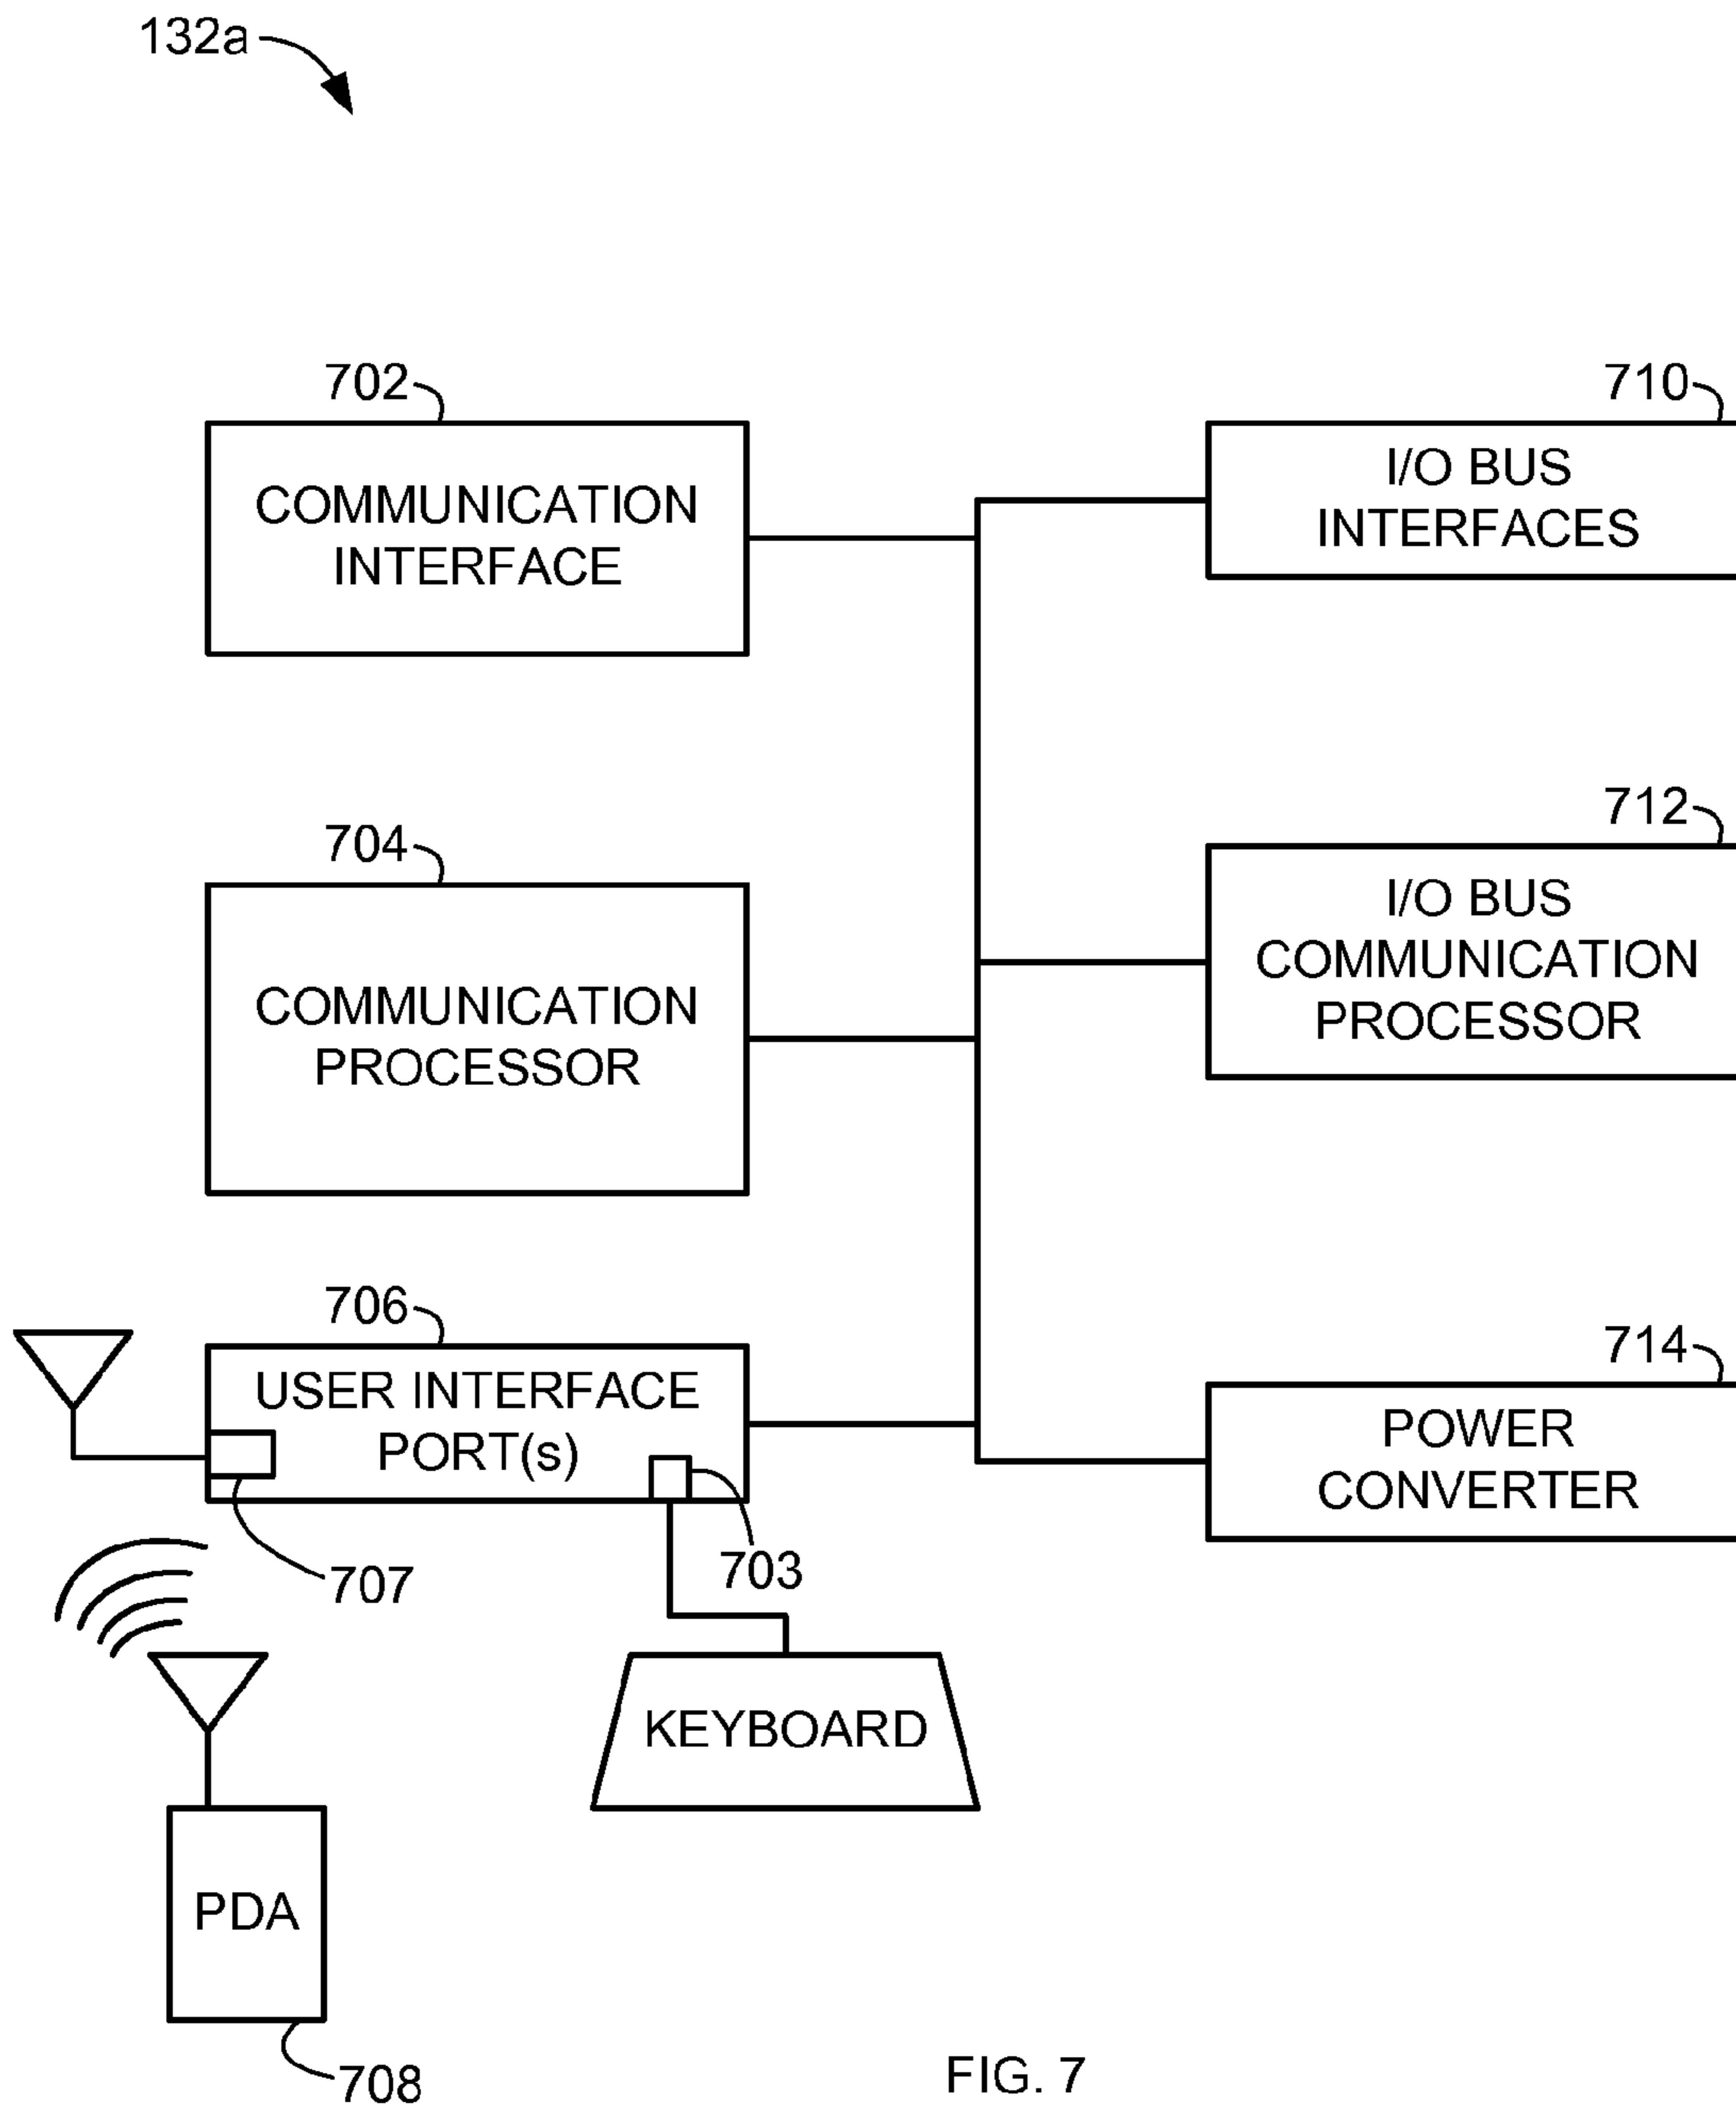 132a
702
COMMUNICATION
INTERFACE
710
I/O BUS
INTERFACES
704
COMMUNICATION
PROCESSOR
712
I/O BUS
COMMUNICATION
PROCESSOR
706
USER INTERFACE
PORT(s)
714
POWER
CONVERTER
707
703
KEYBOARD
PDA
708
FIG. 7